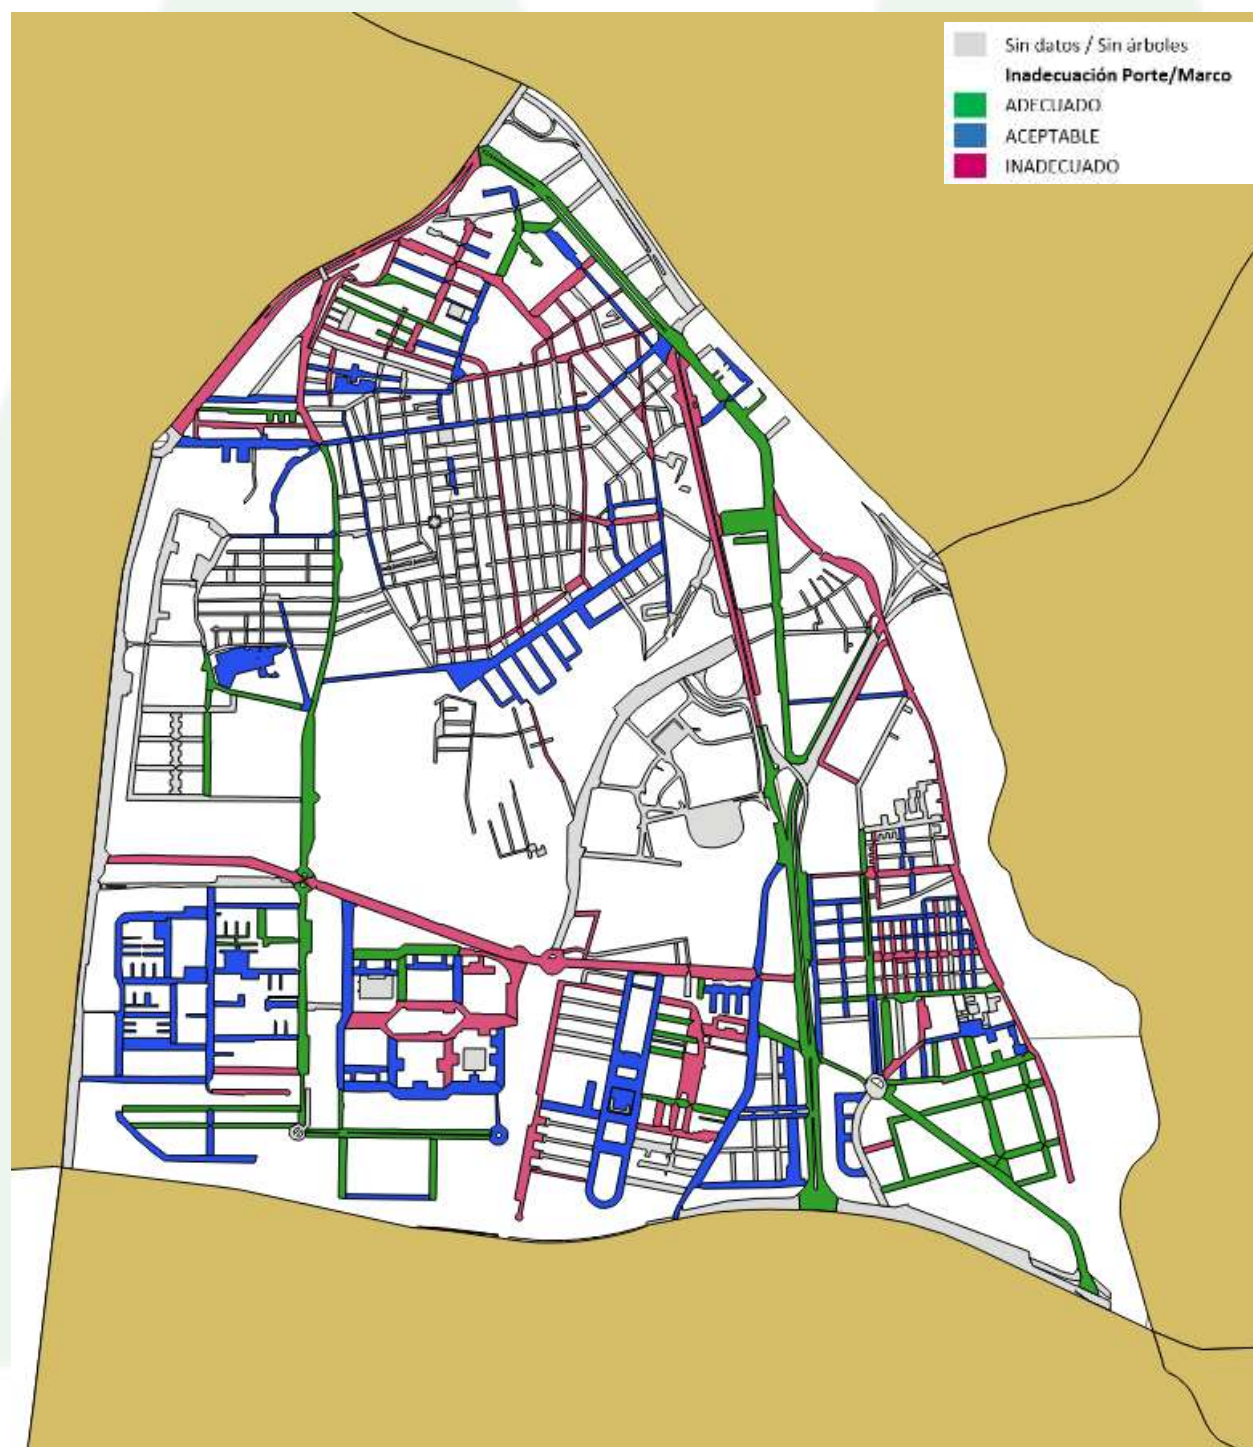 Sin datos / Sin árboles
Inadecuación Porte/Marco
ADECUADO
ACEPTABLE
INADECUADO